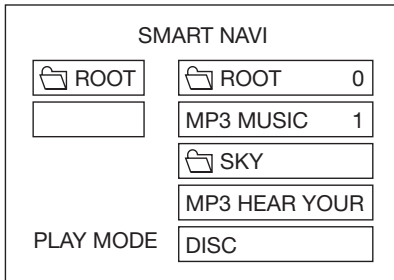 SMART NAVI
ROOT
ROOT 0
MP3 MUSIC 1
SKY
MP3 HEAR YOUR
PLAY MODE
DISC